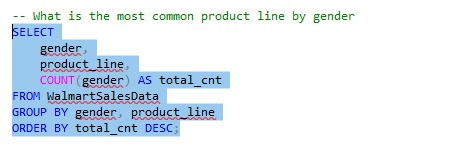 -- What is the most common product line by gender
SELECT
    gender,
    product_line,
    COUNT(gender) AS total_cnt
FROM WalmartSalesData
GROUP BY gender, product_line
ORDER BY total_cnt DESC;